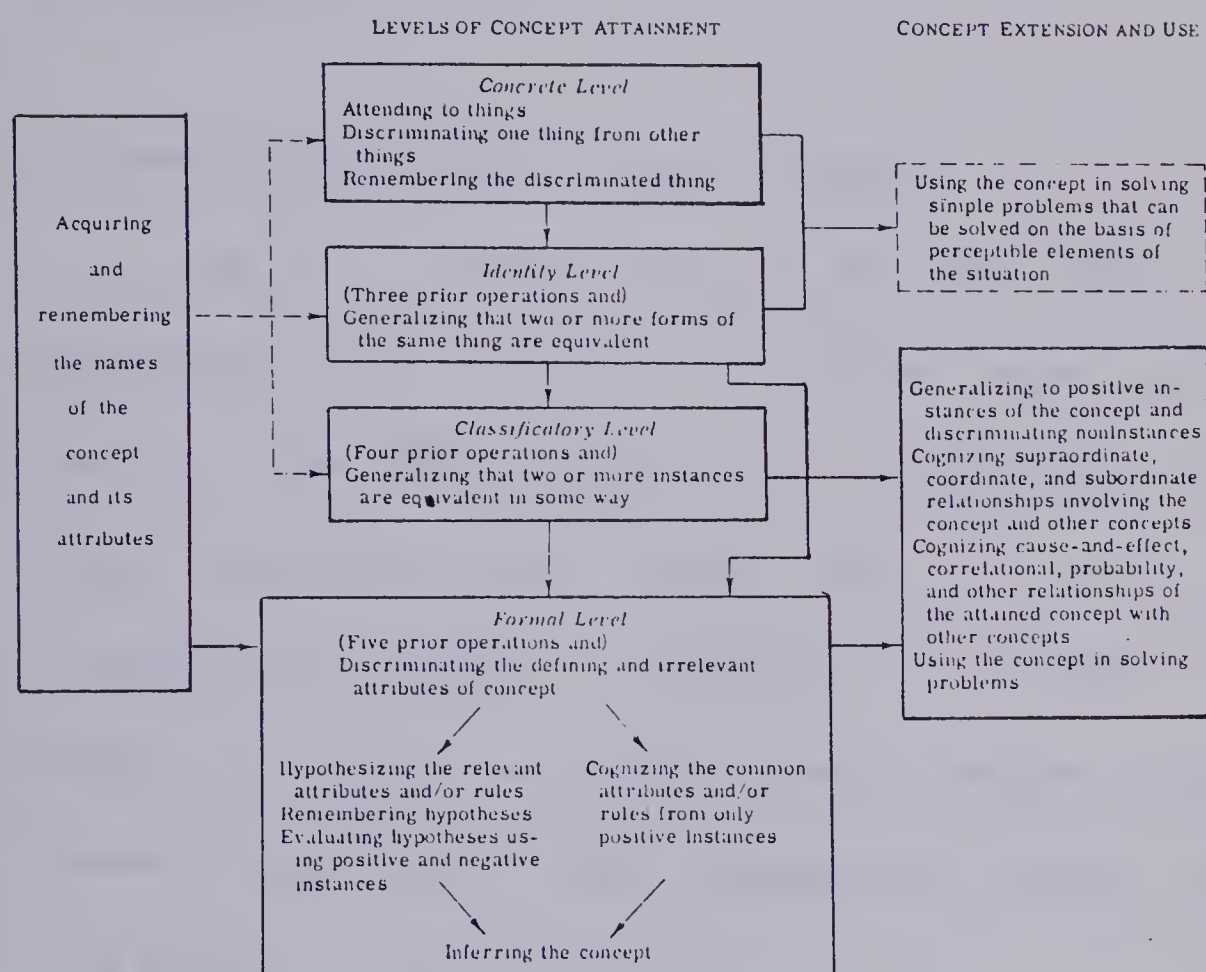 LEVELS OF CONCEPT ATTAINMENT
CONCEPT EXTENSION AND USE
Acquiring
and
remembering
the names
of the
concept
and its
attributes
Concrete Level
Attending to things
Discriminating one thing from other
things
Remembering the discriminated thing
Identity Level
(Three prior operations and)
Generalizing that two or more forms of
the same thing are equivalent
Classificatory Level
(Four prior operations and)
Generalizing that two or more instances
are equivalent in some way
Formal Level
(Five prior operations and)
Discriminating the defining and irrelevant
attributes of concept
Hypothesizing the relevant
attributes and/or rules
Remembering hypotheses
Evaluating hypotheses us-
ing positive and negative
instances
Cognizing the common
attributes and/or
rules from only
positive instances
Inferring the concept
Using the concept in solving
simple problems that can
be solved on the basis of
perceptible elements of
the situation
Generalizing to positive in-
stances of the concept and
discriminating noninstances
Cognizing supraordinate,
coordinate, and subordinate
relationships involving the
concept and other concepts
Cognizing cause-and-effect,
correlational, probability,
and other relationships of
the attained concept with
other concepts
Using the concept in solving
problems